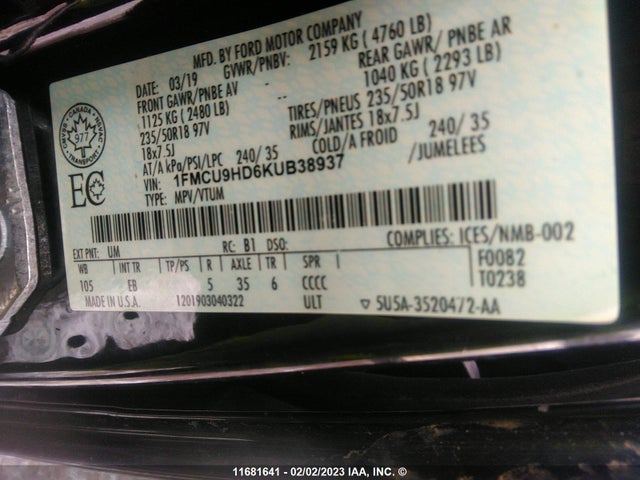 MFD. BY FORD MOTOR COMPANY
DATE: 03/19 GVWR/PNBV: 2159 KG ( 4760 LB)
FRONT GAWR/PNBE AV REAR GAWR/ PNBE AR
1125 KG ( 2480 LB) 1040 KG ( 2293 LB)
235/50R18 97V TIRES/PNEUS 235/50R18 97V
18x7.5J RIMS/JANTES 18x7.5J
AT/A kPa/PSI/LPC 240/ 35 COLD/A FROID 240/ 35
VIN: 1FMCU9HD6KUB38937 /JUMELEES
TYPE: MPV/VTUM
CANADA
977
TRANSPORT
EC
EXT PNT: UM RC: B1 DSO: COMPLIES: ICES/NMB-002
WB INT TR TP/PS R AXLE TR SPR F0082
105 EB 5 35 6 CCCC T0238
MADE IN U.S.A. 1201903040322 ULT 5U5A-3520472-AA
11681641 - 02/02/2023 IAA, INC. ©